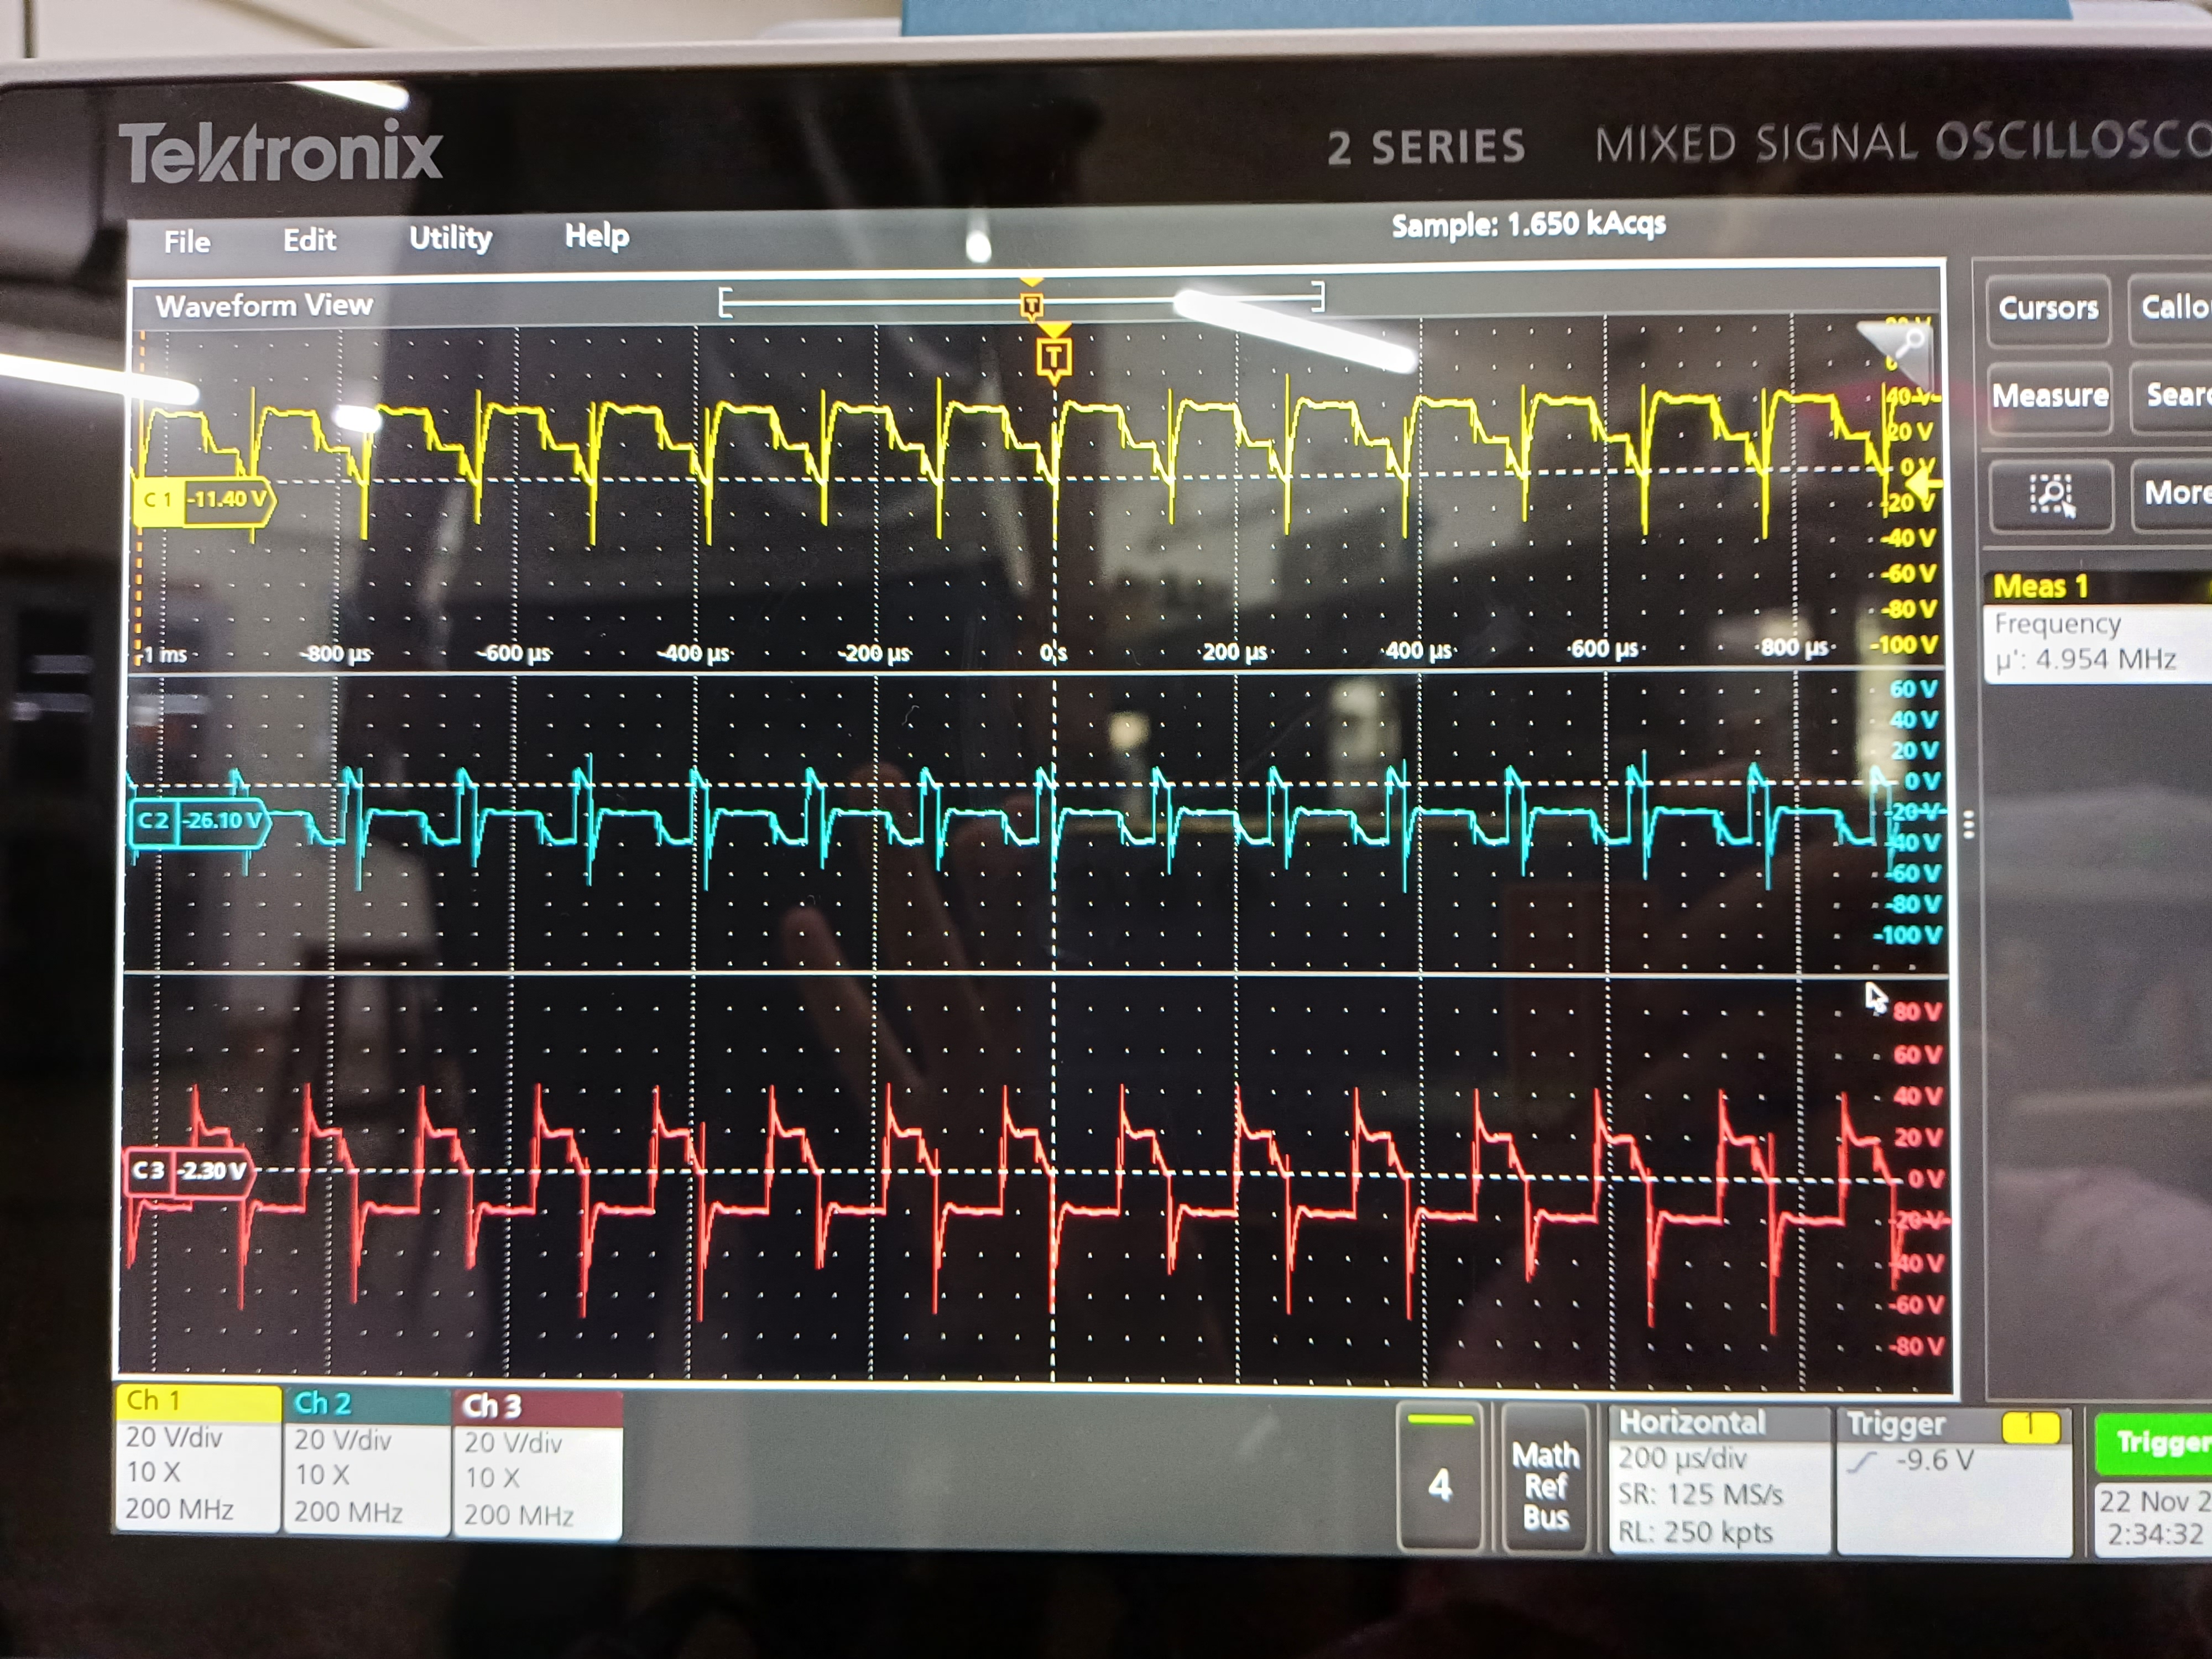 Tektronix
2 SERIES MIXED SIGNAL OSCILLOSCO
File Edit Utility Help
Sample: 1.650 kAcqs
Waveform View
T
T
Cursors Callo
Measure Sear
More
Meas 1
Frequency
µ': 4.954 MHz
40 V
20 V
0 V
-20 V
-40 V
-60 V
-80 V
-100 V
C 1 -11.40 V
-1 ms -800 µs -600 µs -400 µs -200 µs 0 s 200 µs 400 µs 600 µs 800 µs
60 V
40 V
20 V
0 V
-20 V
-40 V
-60 V
-80 V
-100 V
C 2 -26.10 V
80 V
60 V
40 V
20 V
0 V
-20 V
-40 V
-60 V
-80 V
C 3 -2.30 V
Ch 1
20 V/div
10 X
200 MHz
Ch 2
20 V/div
10 X
200 MHz
Ch 3
20 V/div
10 X
200 MHz
4
Math
Ref
Bus
Horizontal
200 µs/div
SR: 125 MS/s
RL: 250 kpts
Trigger 1
-9.6 V
Trigger
22 Nov 2
2:34:32